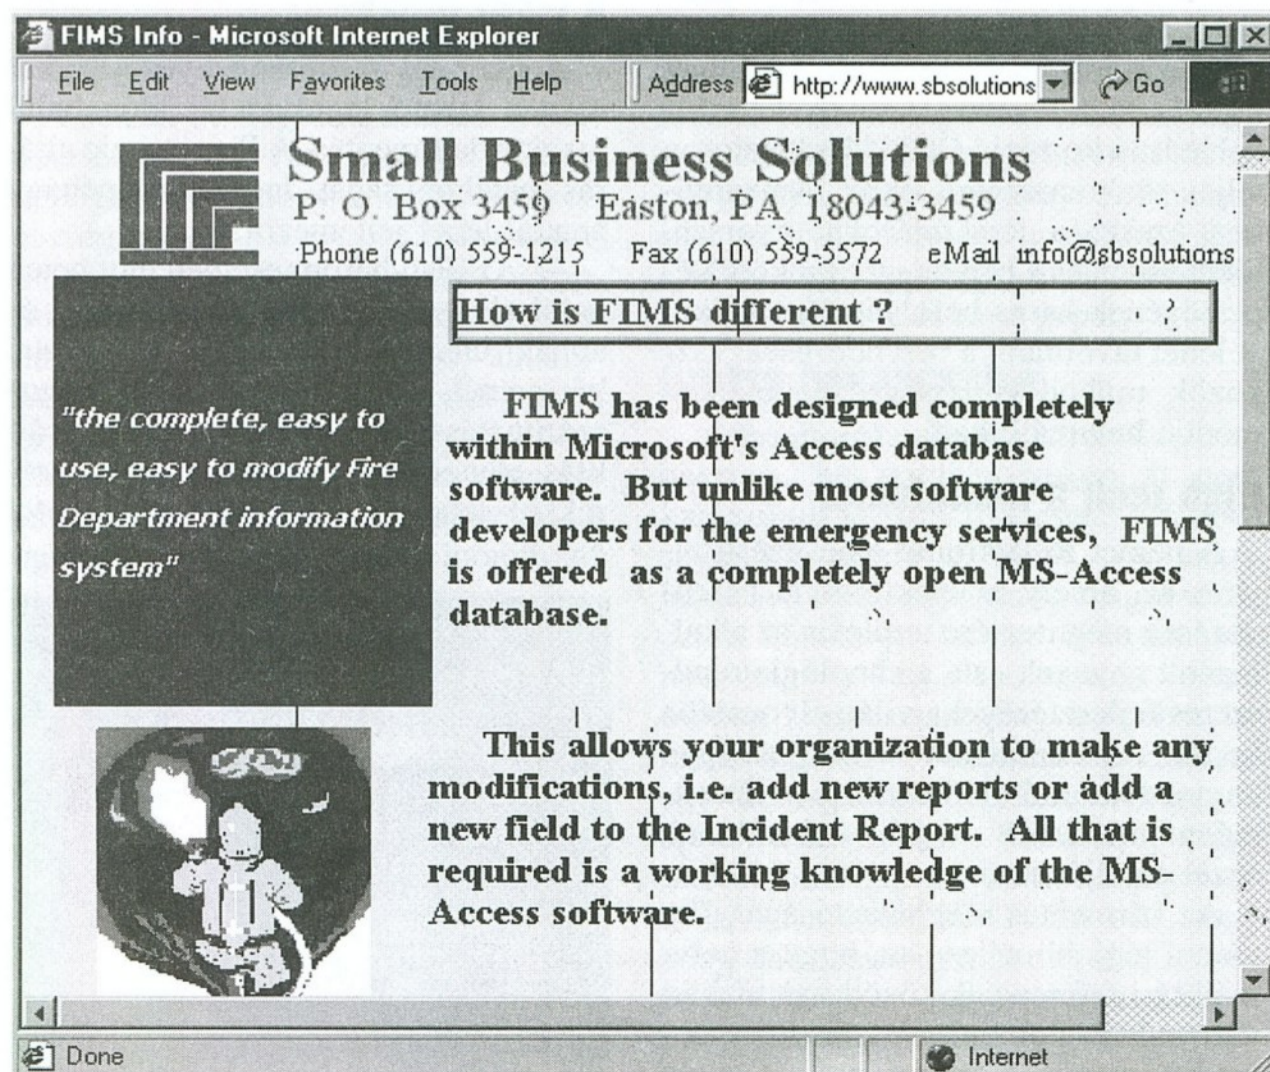 FIMS Info - Microsoft Internet Explorer
File Edit View Favorites Tools Help Address http://www.sbsolutions Go
Small Business Solutions
P. O. Box 3459 Easton, PA 18043-3459
Phone (610) 559-1215 Fax (610) 559-5572 eMail info@sbsolutions
How is FIMS different ?
"the complete, easy to
use, easy to modify Fire
Department information
system"
FIMS has been designed completely
within Microsoft's Access database
software. But unlike most software
developers for the emergency services, FIMS
is offered as a completely open MS-Access
database.
This allows your organization to make any
modifications, i.e. add new reports or add a
new field to the Incident Report. All that is
required is a working knowledge of the MS-
Access software.
Done Internet